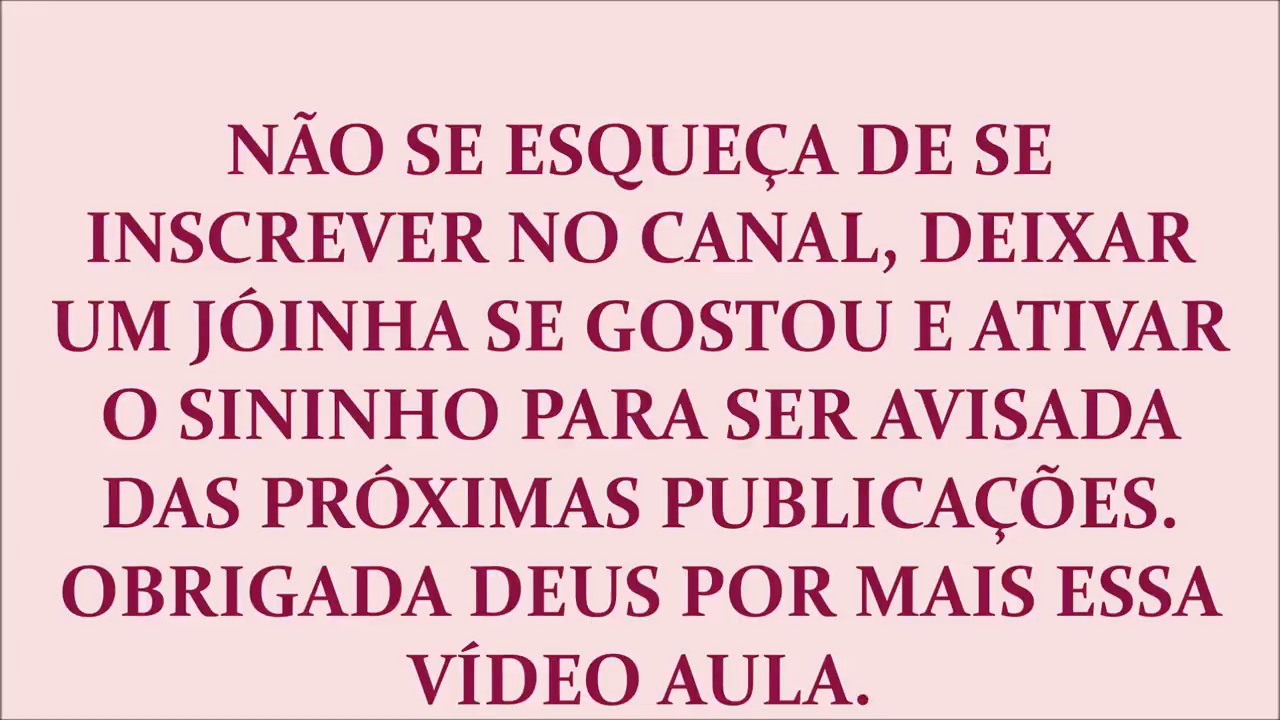 NÃO SE ESQUEÇA DE SE
INSCREVER NO CANAL, DEIXAR
UM JÓINHA SE GOSTOU E ATIVAR
O SININHO PARA SER AVISADA
DAS PRÓXIMAS PUBLICAÇÕES.
OBRIGADA DEUS POR MAIS ESSA
VÍDEO AULA.